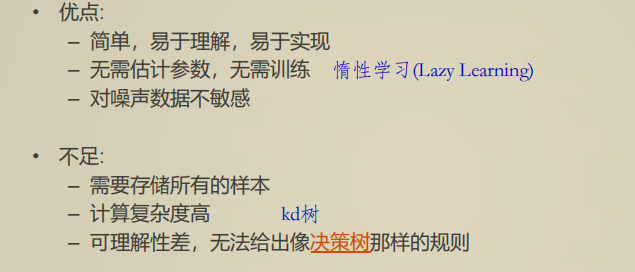 • 优点:
– 简单，易于理解，易于实现
– 无需估计参数，无需训练 惰性学习(Lazy Learning)
– 对噪声数据不敏感
• 不足:
– 需要存储所有的样本
– 计算复杂度高 kd树
– 可理解性差，无法给出像决策树那样的规则